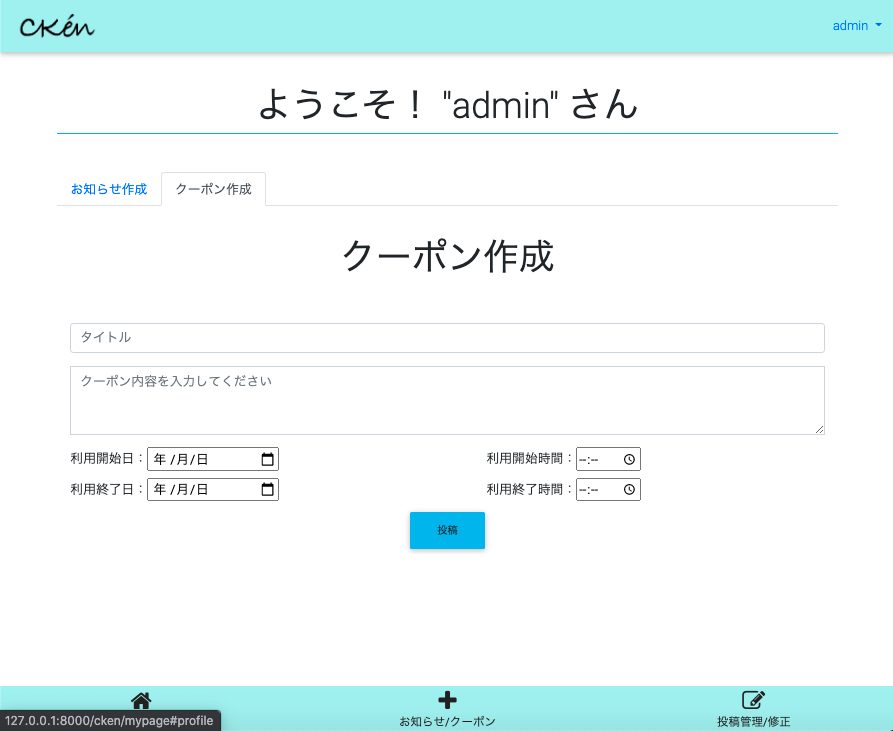 CKén
admin
ようこそ！ "admin" さん
お知らせ作成 クーポン作成
クーポン作成
タイトル
クーポン内容を入力してください
利用開始日：年 /月/日 利用開始時間：--:--
利用終了日：年 /月/日 利用終了時間：--:--
投稿
お知らせ/クーポン 投稿管理/修正
127.0.0.1:8000/cken/mypage#profile